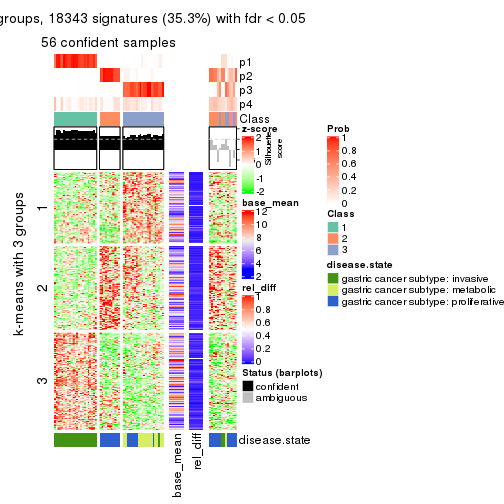 groups, 18343 signatures (35.3%) with fdr < 0.05
56 confident samples
p1
p2
p3
p4
Class
z-score
2
1
0
-1
-2
Silhouette
score
base_mean
12
10
8
6
4
2
rel_diff
1
0.8
0.6
0.4
0.2
0
Status (barplots)
confident
ambiguous
Prob
1
0.8
0.6
0.4
0.2
0
Class
1
2
3
disease.state
gastric cancer subtype: invasive
gastric cancer subtype: metabolic
gastric cancer subtype: proliferative
k-means with 3 groups
1
2
3
disease.state
base_mean
rel_diff